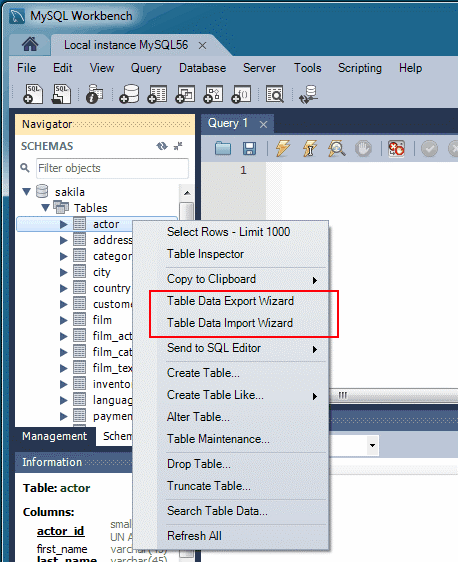 MySQL Workbench
Local instance MySQL56
File Edit View Query Database Server Tools Scripting Help
Navigator
Query 1
SCHEMAS
Filter objects
1
sakila
Tables
actor
address
categor
city
country
custome
film
film_act
film_cat
film_tex
inventor
languag
paymen
Select Rows - Limit 1000
Table Inspector
Copy to Clipboard
Table Data Export Wizard
Table Data Import Wizard
Send to SQL Editor
Create Table...
Create Table Like...
Alter Table...
Table Maintenance...
Drop Table...
Truncate Table...
Search Table Data...
Refresh All
Management Schem
Information
Table: actor
Columns:
actor_id small
UN A
first_name varchar(45)
last_name varchar(45)